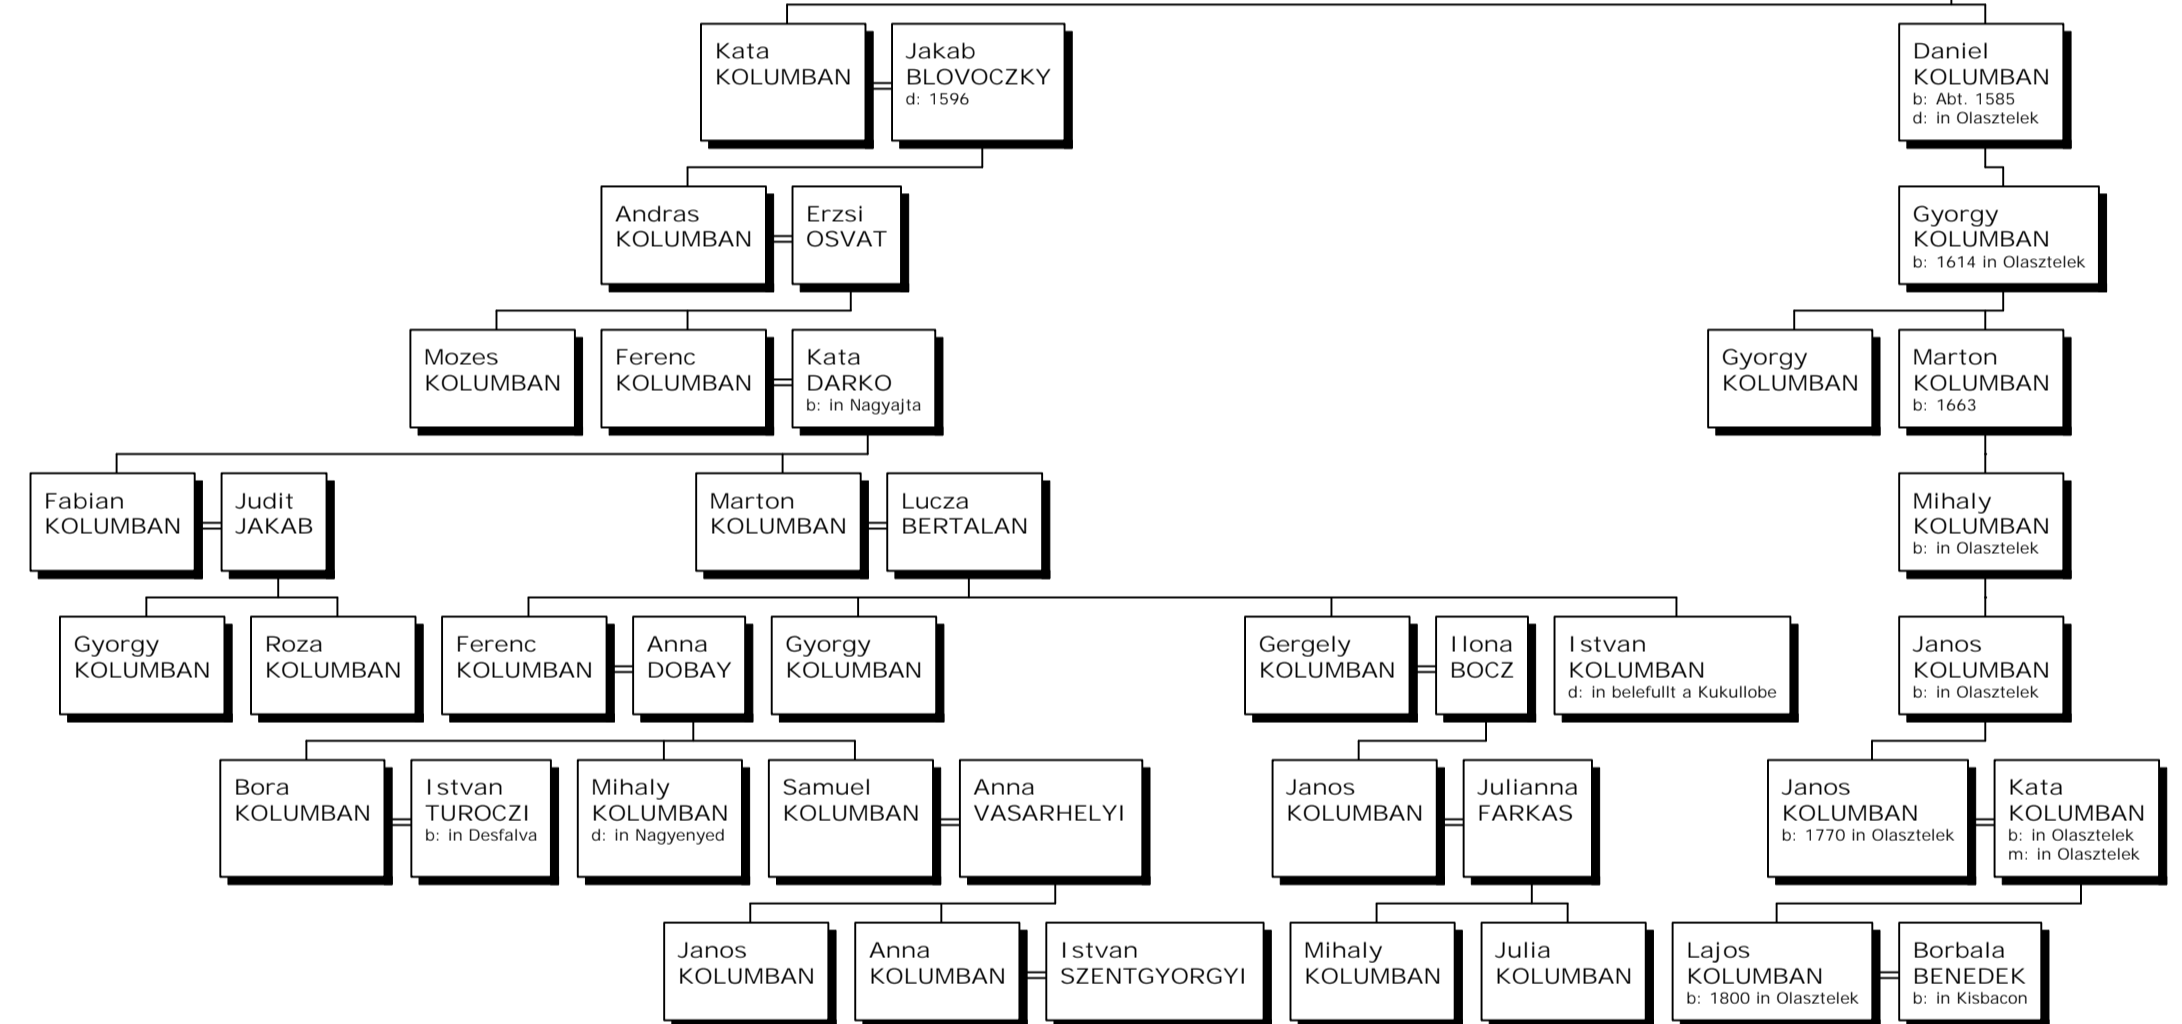 Kata
KOLUMBAN
Jakab
BLOVOCZKY
d: 1596
Daniel
KOLUMBAN
b: Abt. 1585
d: in Olasztelek
Andras
KOLUMBAN
Erzsi
OSVAT
Gyorgy
KOLUMBAN
b: 1614 in Olasztelek
Mozes
KOLUMBAN
Ferenc
KOLUMBAN
Kata
DARKO
b: in Nagyajta
Gyorgy
KOLUMBAN
Marton
KOLUMBAN
b: 1663
Fabian
KOLUMBAN
Judit
JAKAB
Marton
KOLUMBAN
Lucza
BERTALAN
Mihaly
KOLUMBAN
b: in Olasztelek
Gyorgy
KOLUMBAN
Roza
KOLUMBAN
Ferenc
KOLUMBAN
Anna
DOBAY
Gyorgy
KOLUMBAN
Gergely
KOLUMBAN
Ilona
BOCZ
Istvan
KOLUMBAN
d: in belefullt a Kukullobe
Janos
KOLUMBAN
b: in Olasztelek
Bora
KOLUMBAN
Istvan
TUROCZI
b: in Desfalva
Mihaly
KOLUMBAN
d: in Nagyenyed
Samuel
KOLUMBAN
Anna
VASARHELYI
Janos
KOLUMBAN
Julianna
FARKAS
Janos
KOLUMBAN
b: 1770 in Olasztelek
Kata
KOLUMBAN
b: in Olasztelek
m: in Olasztelek
Janos
KOLUMBAN
Anna
KOLUMBAN
Istvan
SZENTGYORGYI
Mihaly
KOLUMBAN
Julia
KOLUMBAN
Lajos
KOLUMBAN
b: 1800 in Olasztelek
Borbala
BENEDEK
b: in Kisbacon